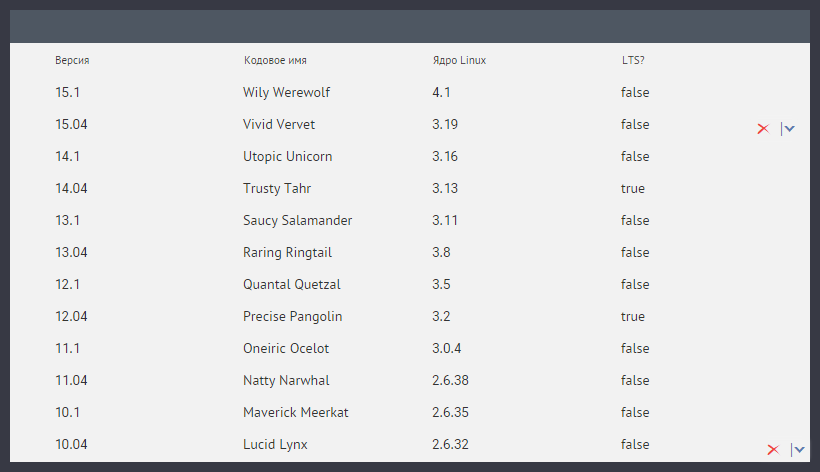 Версия Кодовое имя Ядро Linux LTS?
15.1 Wily Werewolf 4.1 false
15.04 Vivid Vervet 3.19 false
14.1 Utopic Unicorn 3.16 false
14.04 Trusty Tahr 3.13 true
13.1 Saucy Salamander 3.11 false
13.04 Raring Ringtail 3.8 false
12.1 Quantal Quetzal 3.5 false
12.04 Precise Pangolin 3.2 true
11.1 Oneiric Ocelot 3.0.4 false
11.04 Natty Narwhal 2.6.38 false
10.1 Maverick Meerkat 2.6.35 false
10.04 Lucid Lynx 2.6.32 false